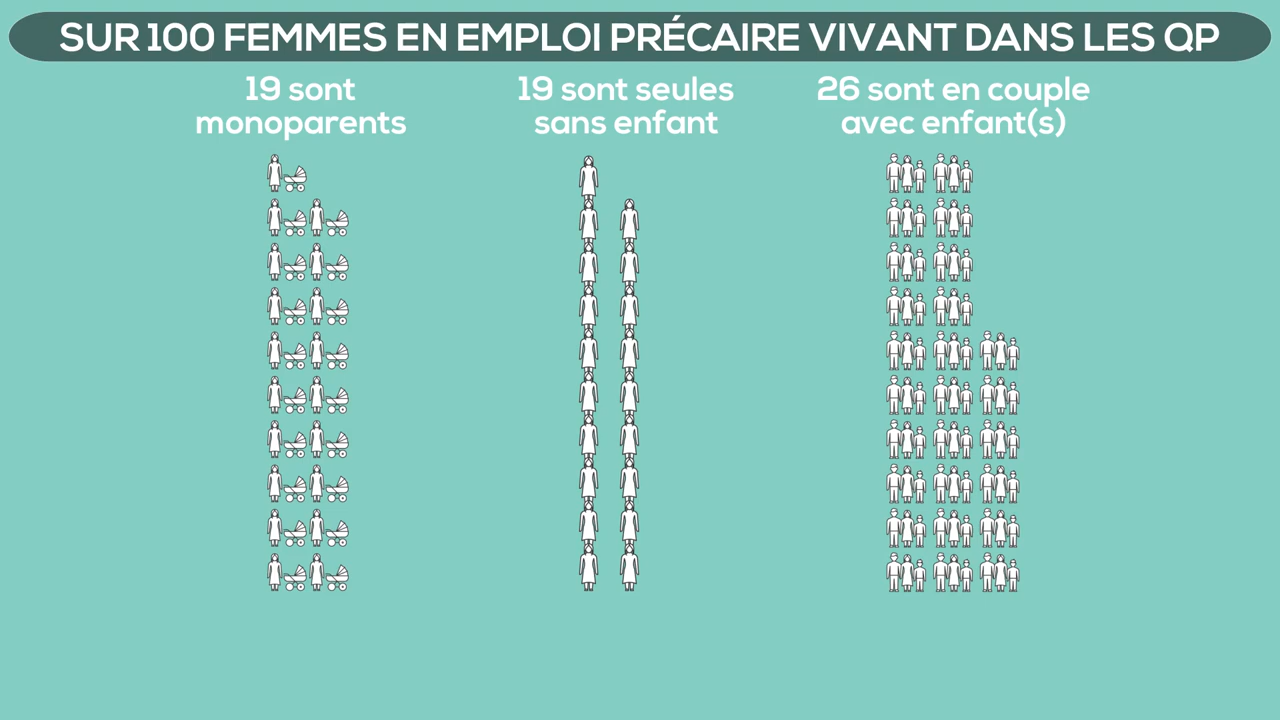 SUR 100 FEMMES EN EMPLOI PRÉCAIRE VIVANT DANS LES QP
19 sont
monoparents
19 sont seules
sans enfant
26 sont en couple
avec enfant(s)